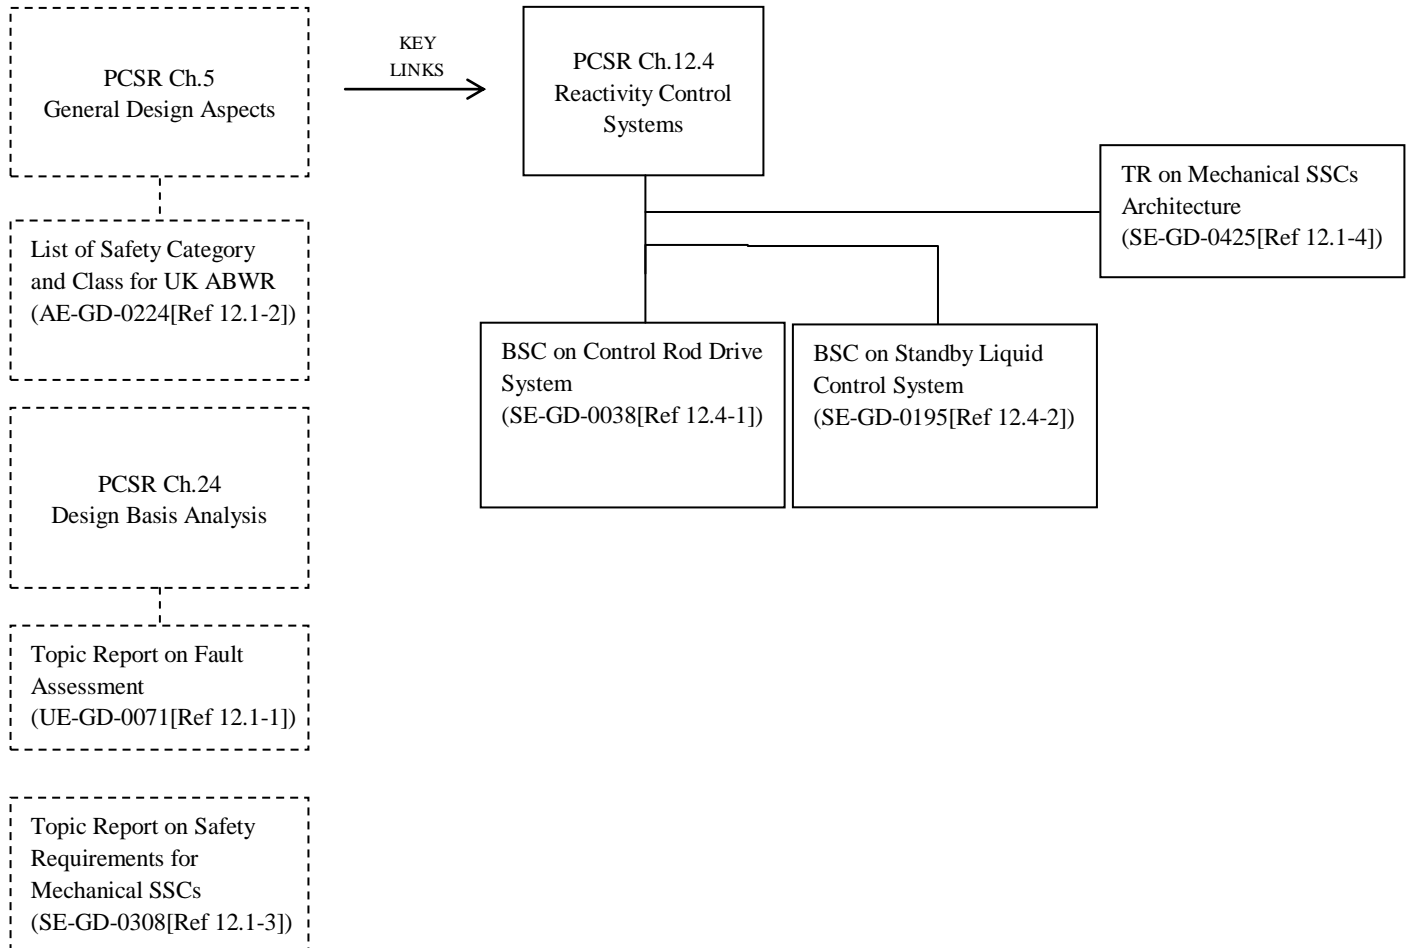 PCSR Ch.5
General Design Aspects
KEY
LINKS
PCSR Ch.12.4
Reactivity Control
Systems
TR on Mechanical SSCs
Architecture
(SE-GD-0425[Ref 12.1-4])
List of Safety Category
and Class for UK ABWR
(AE-GD-0224[Ref 12.1-2])
BSC on Control Rod Drive
System
(SE-GD-0038[Ref 12.4-1])
BSC on Standby Liquid
Control System
(SE-GD-0195[Ref 12.4-2])
PCSR Ch.24
Design Basis Analysis
Topic Report on Fault
Assessment
(UE-GD-0071[Ref 12.1-1])
Topic Report on Safety
Requirements for
Mechanical SSCs
(SE-GD-0308[Ref 12.1-3])